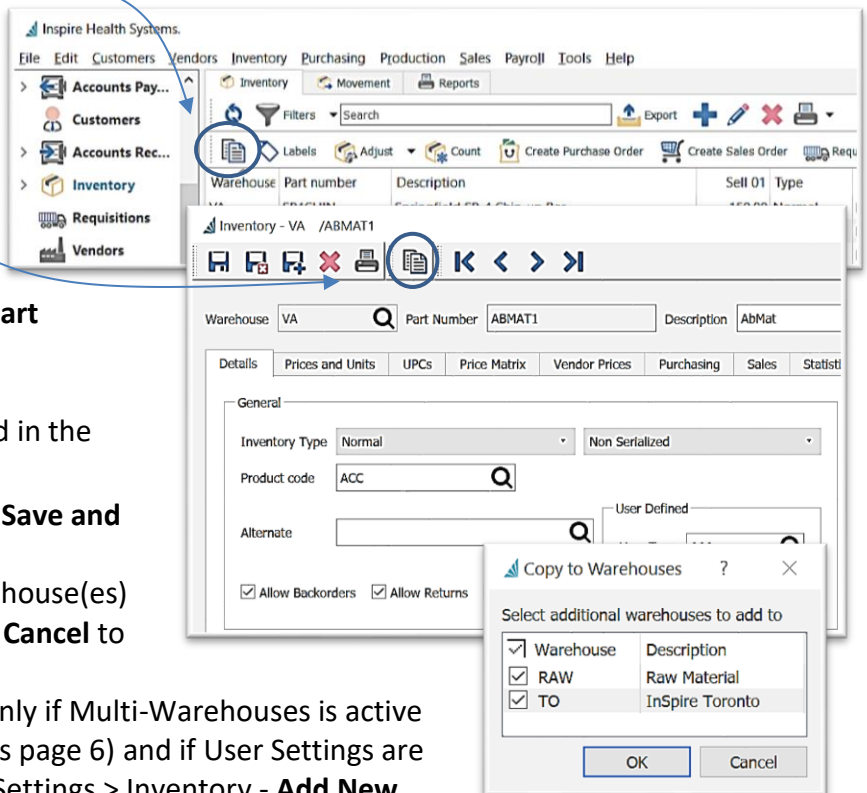 Inspire Health Systems.
File Edit Customers Vendors Inventory Purchasing Production Sales Payroll Tools Help
Accounts Pay...
Customers
Accounts Rec...
Inventory
Requisitions
Vendors
Inventory Movement Reports
Filters Search Export
Labels Adjust Count Create Purchase Order Create Sales Order Requ
Warehouse Part number Description Sell 01 Type
Inventory - VA /ABMAT1
Warehouse VA Part Number ABMAT1 Description AbMat
Details Prices and Units UPCs Price Matrix Vendor Prices Purchasing Sales Statisti
General
Inventory Type Normal Non Serialized
Product code ACC
User Defined
Alternate
Allow Backorders Allow Returns
Copy to Warehouses ?
Select additional warehouses to add to
Warehouse Description
RAW Raw Material
TO InSpire Toronto
OK Cancel
art
d in the
Save and
house(es)
Cancel to
nly if Multi-Warehouses is active
s page 6) and if User Settings are
Settings > Inventory - Add New